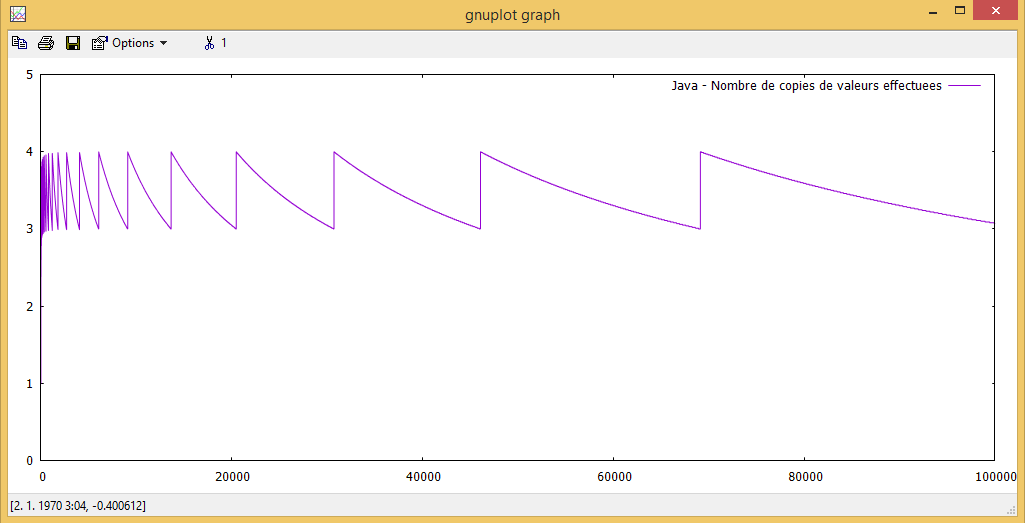 gnuplot graph
Options 1
Java - Nombre de copies de valeurs effectuees
5
4
3
2
1
0
0 20000 40000 60000 80000 100000
[2. 1. 1970 3:04, -0.400612]